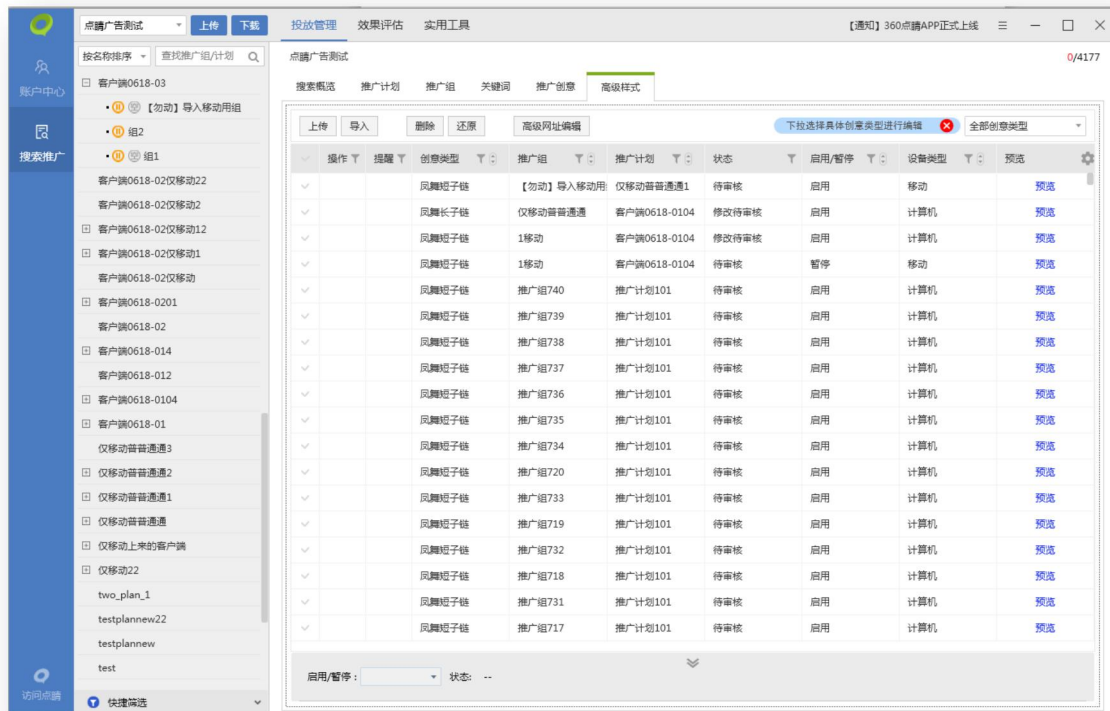 点睛广告测试 上传 下载 投放管理 效果评估 实用工具 【通知】360点睛APP正式上线
按名称排序 查找推广组/计划
账户中心
搜索推广
访问点睛
客户端0618-03
【勿动】导入移动用组
组2
组1
客户端0618-02仅移动22
客户端0618-02仅移动2
客户端0618-02仅移动12
客户端0618-02仅移动1
客户端0618-02仅移动
客户端0618-0201
客户端0618-02
客户端0618-014
客户端0618-012
客户端0618-0104
客户端0618-01
仅移动普普通通3
仅移动普普通通2
仅移动普普通通1
仅移动普普通通
仅移动上来的客户端
仅移动22
two_plan_1
testplannew22
testplannew
test
快捷筛选
点睛广告测试 0/4177
搜索概览 推广计划 推广组 关键词 推广创意 高级样式
上传 导入 删除 还原 高级网址编辑 下拉选择具体创意类型进行编辑 全部创意类型
操作 提醒 创意类型 推广组 推广计划 状态 启用/暂停 设备类型 预览
凤舞短子链 【勿动】导入移动用 仅移动普普通通1 待审核 启用 移动 预览
凤舞长子链 仅移动普普通通 客户端0618-0104 修改待审核 启用 计算机 预览
凤舞短子链 1移动 客户端0618-0104 修改待审核 启用 计算机 预览
凤舞短子链 1移动 客户端0618-0104 待审核 暂停 移动 预览
凤舞短子链 推广组740 推广计划101 待审核 启用 计算机 预览
凤舞短子链 推广组739 推广计划101 待审核 启用 计算机 预览
凤舞短子链 推广组738 推广计划101 待审核 启用 计算机 预览
凤舞短子链 推广组737 推广计划101 待审核 启用 计算机 预览
凤舞短子链 推广组736 推广计划101 待审核 启用 计算机 预览
凤舞短子链 推广组735 推广计划101 待审核 启用 计算机 预览
凤舞短子链 推广组734 推广计划101 待审核 启用 计算机 预览
凤舞短子链 推广组720 推广计划101 待审核 启用 计算机 预览
凤舞短子链 推广组733 推广计划101 待审核 启用 计算机 预览
凤舞短子链 推广组719 推广计划101 待审核 启用 计算机 预览
凤舞短子链 推广组732 推广计划101 待审核 启用 计算机 预览
凤舞短子链 推广组718 推广计划101 待审核 启用 计算机 预览
凤舞短子链 推广组731 推广计划101 待审核 启用 计算机 预览
凤舞短子链 推广组717 推广计划101 待审核 启用 计算机 预览
启用/暂停： 状态: --